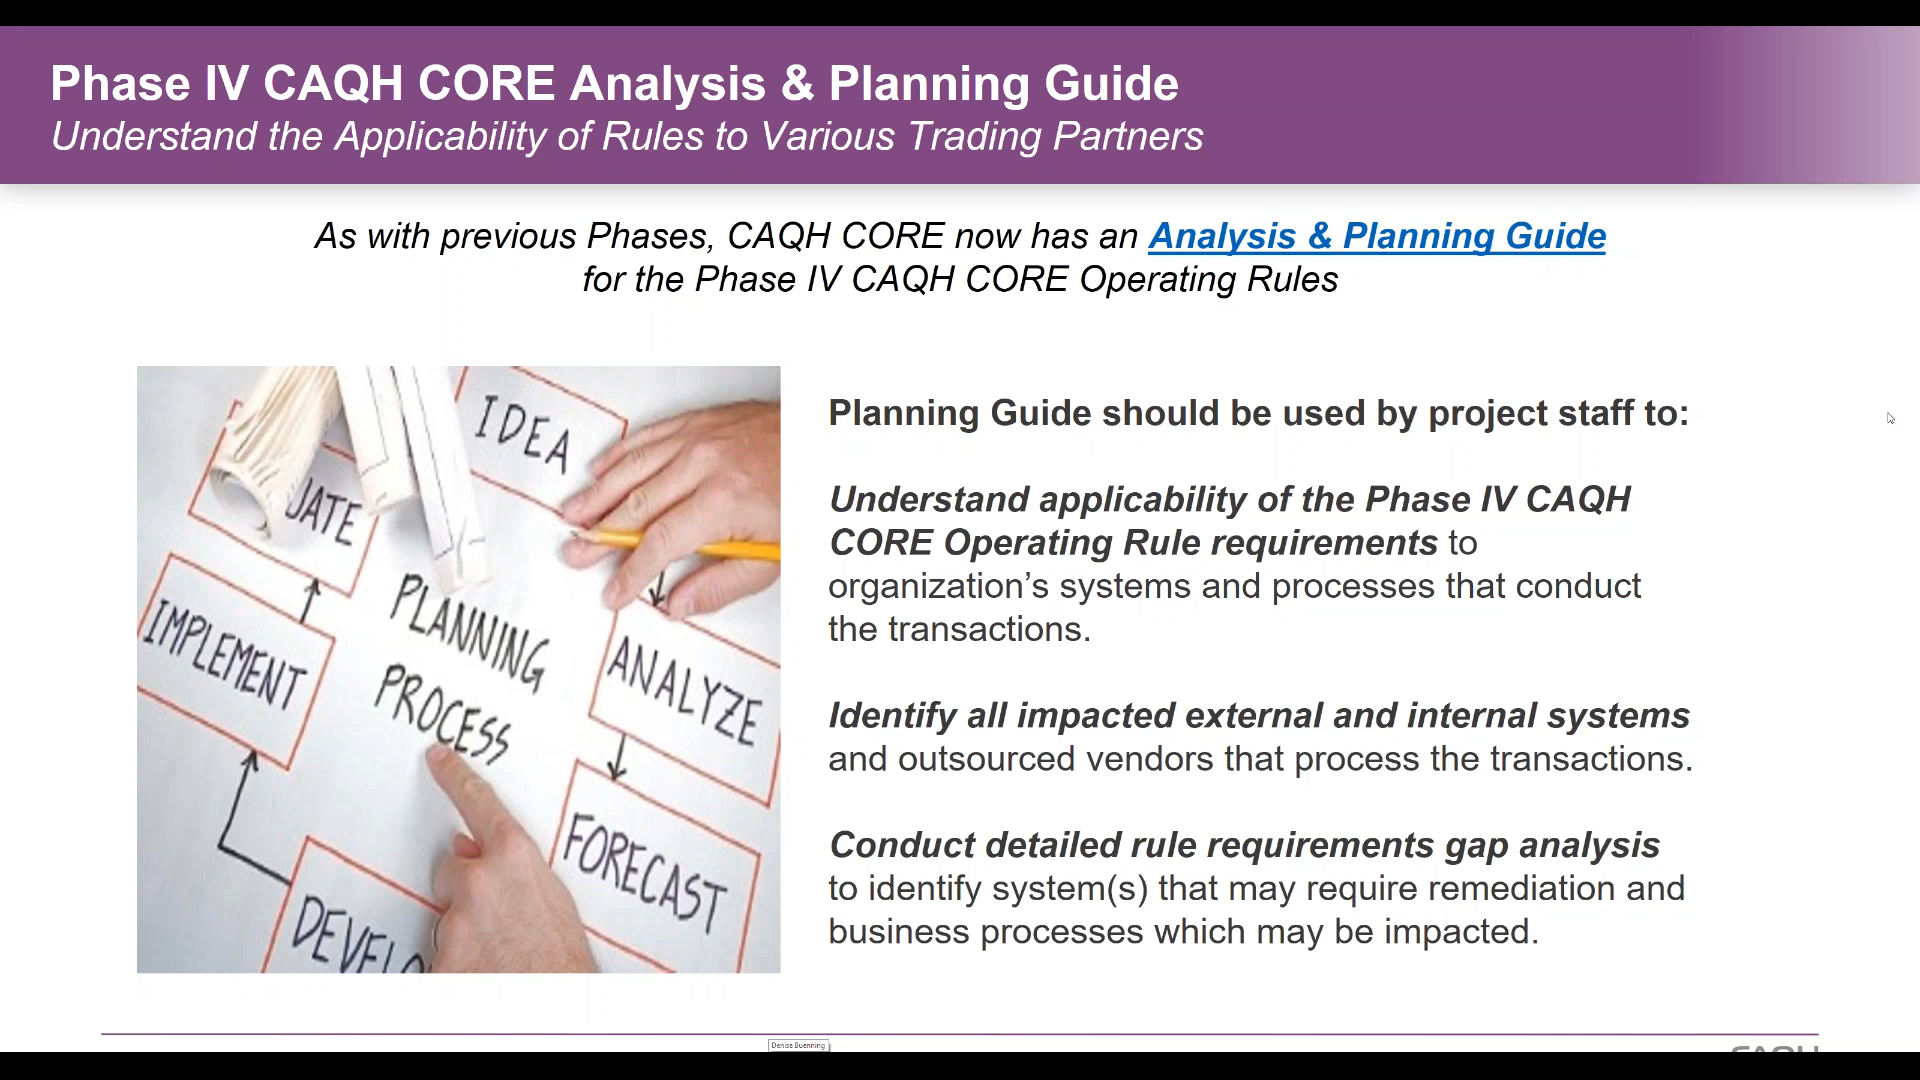 Phase IV CAQH CORE Analysis & Planning Guide
Understand the Applicability of Rules to Various Trading Partners
As with previous Phases, CAQH CORE now has an Analysis & Planning Guide
for the Phase IV CAQH CORE Operating Rules
IDEA
UATE
IMPLEMENT
PLANNING
PROCESS
ANALYZE
FORECAST
DEVELO
Planning Guide should be used by project staff to:
Understand applicability of the Phase IV CAQH
CORE Operating Rule requirements to
organization’s systems and processes that conduct
the transactions.
Identify all impacted external and internal systems
and outsourced vendors that process the transactions.
Conduct detailed rule requirements gap analysis
to identify system(s) that may require remediation and
business processes which may be impacted.
Denise Buenning